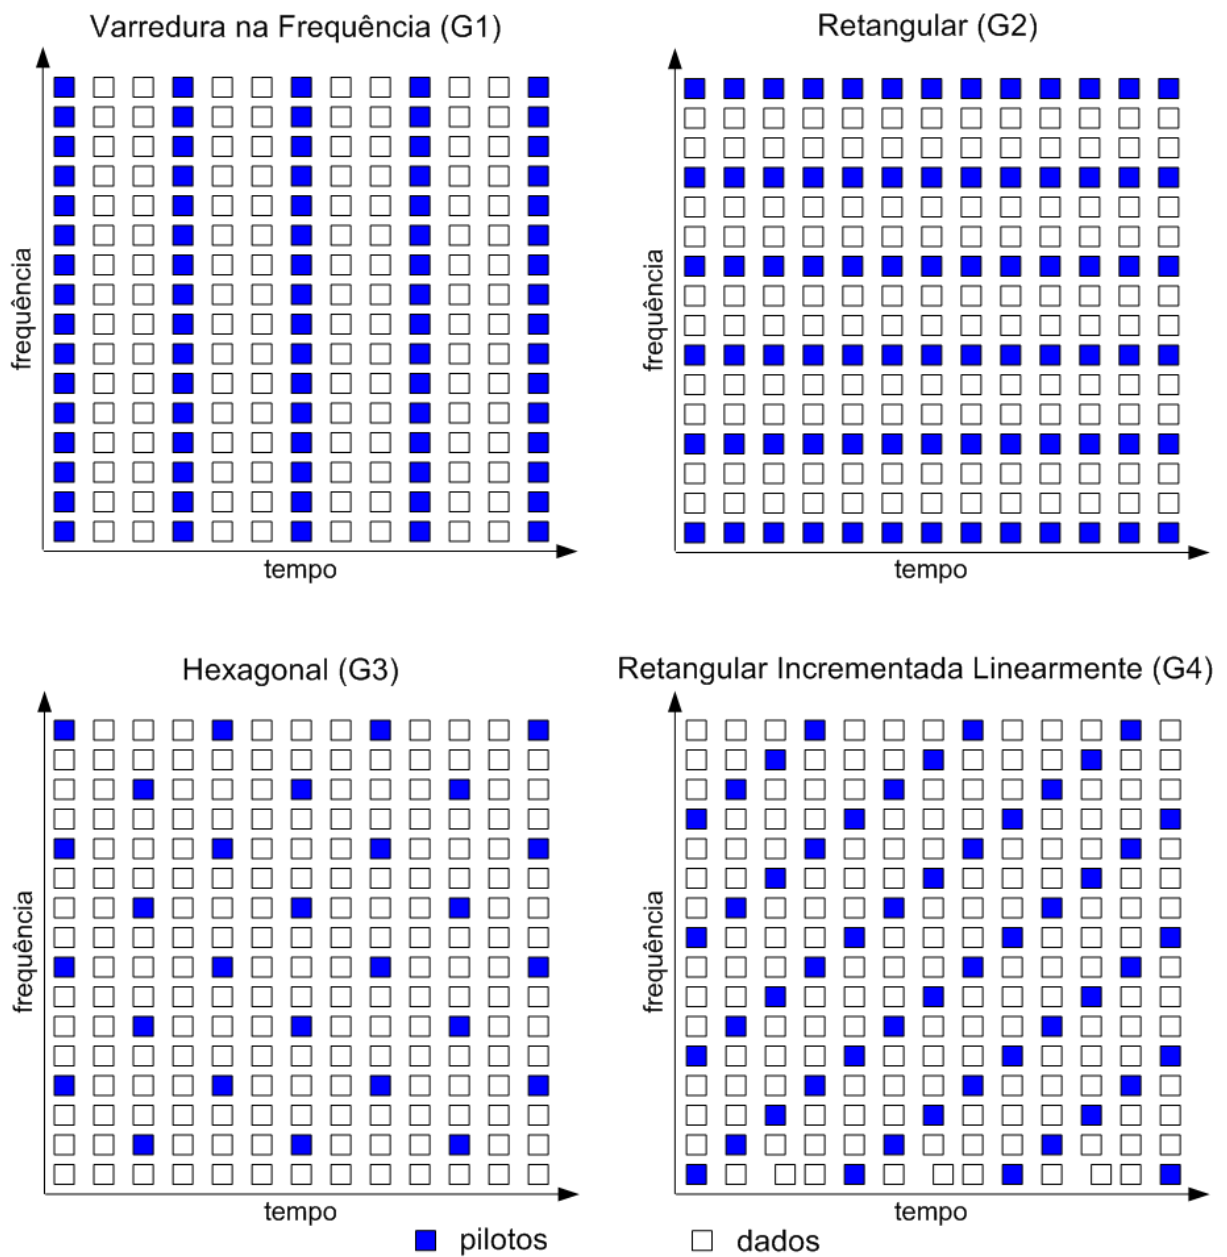 Varredura na Frequência (G1)
Retangular (G2)
frequência
frequência
tempo
tempo
Hexagonal (G3)
Retangular Incrementada Linearmente (G4)
frequência
frequência
tempo
tempo
pilotos
dados